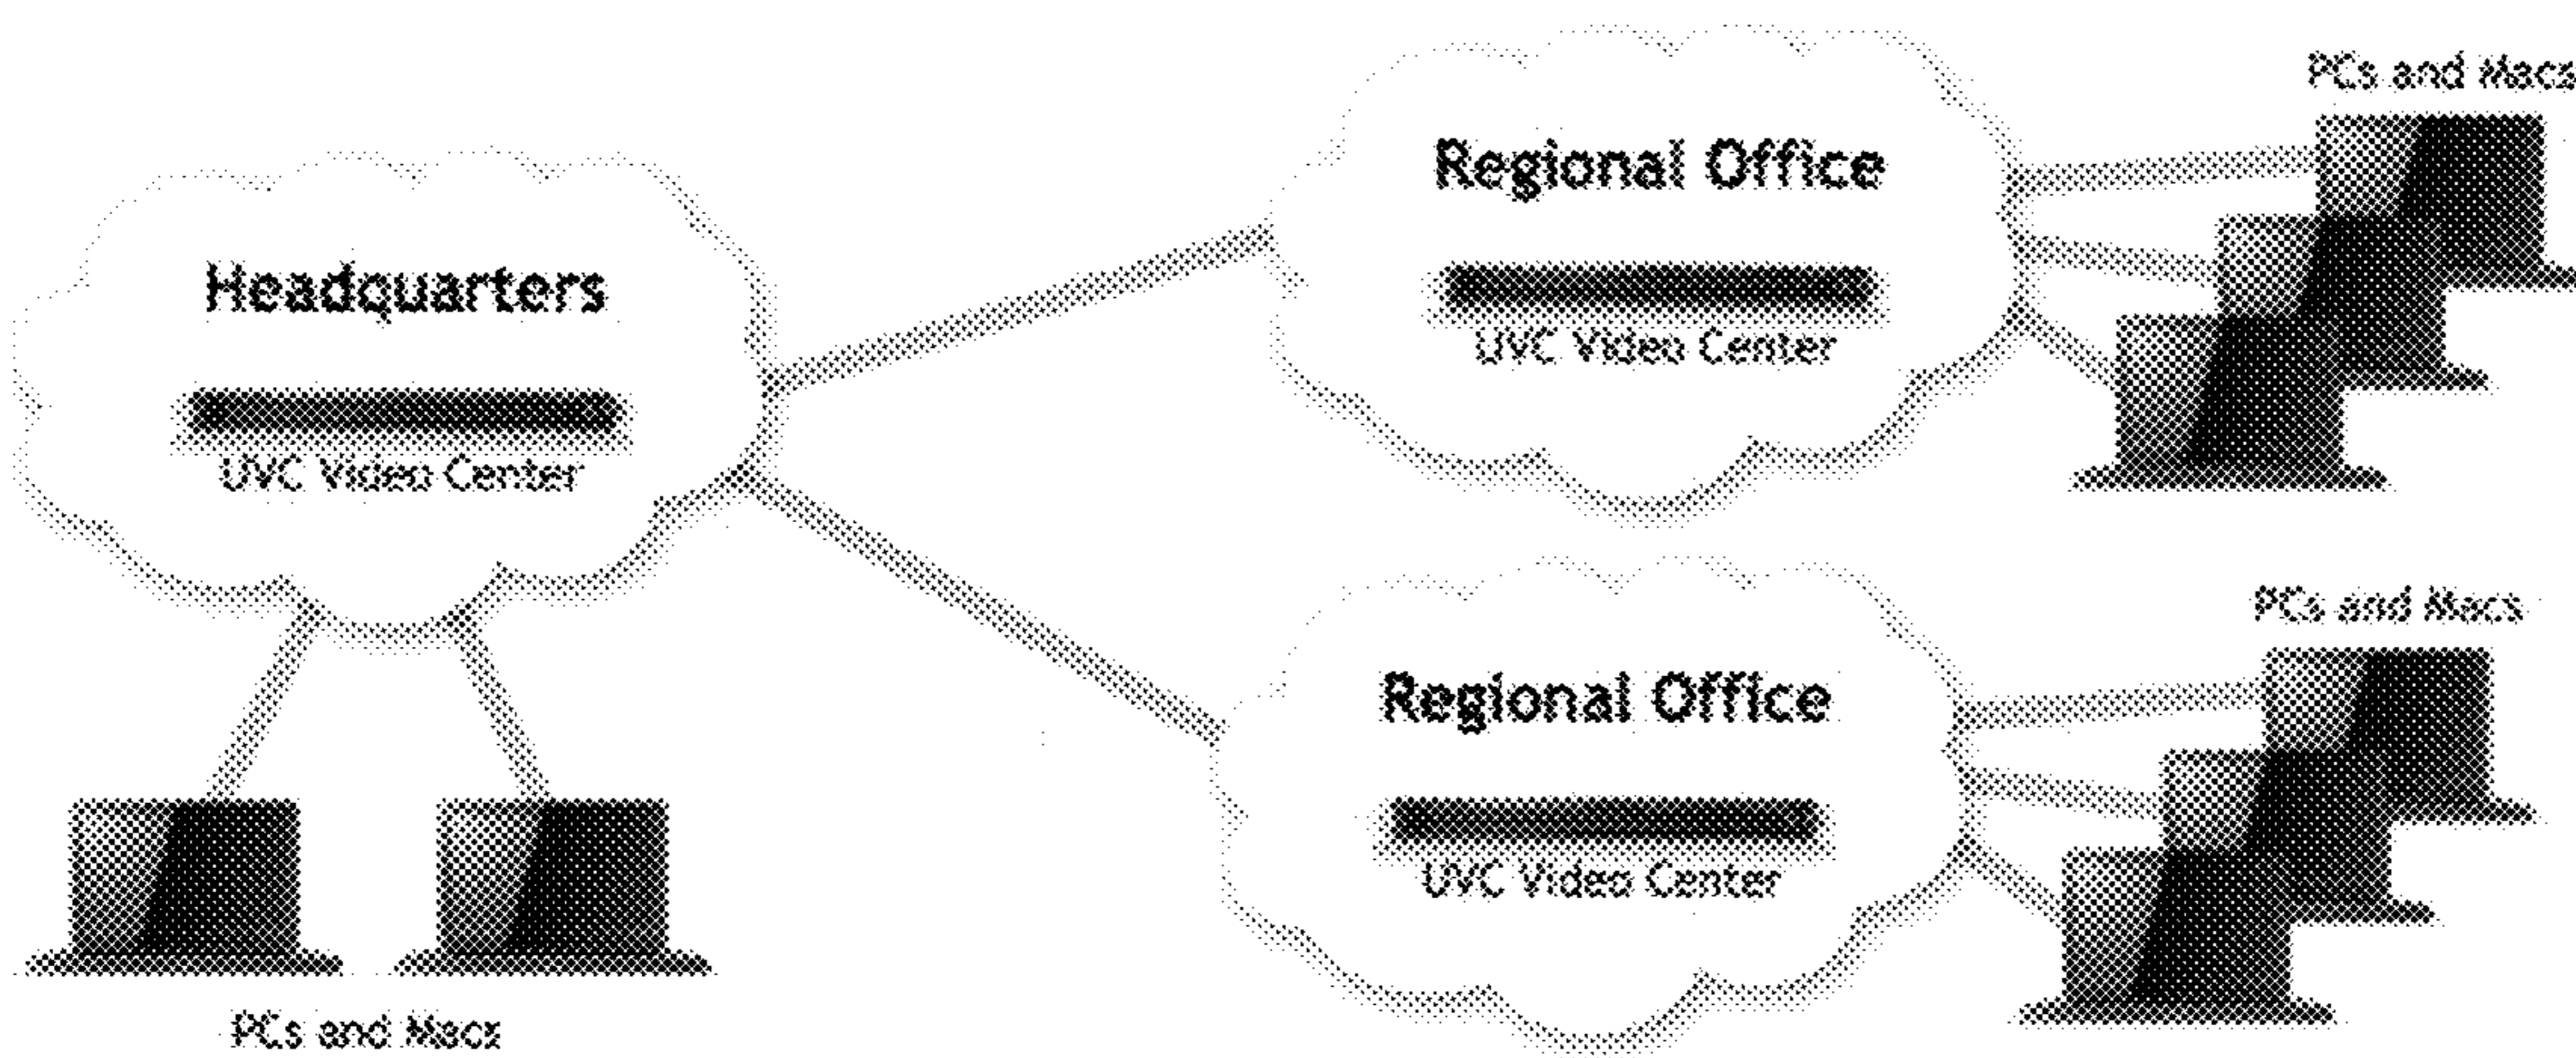 Headquarters
UVC Video Center
PCs and Macs
Regional Office
UVC Video Center
PCs and Macs
Regional Office
UVC Video Center
PCs and Macs